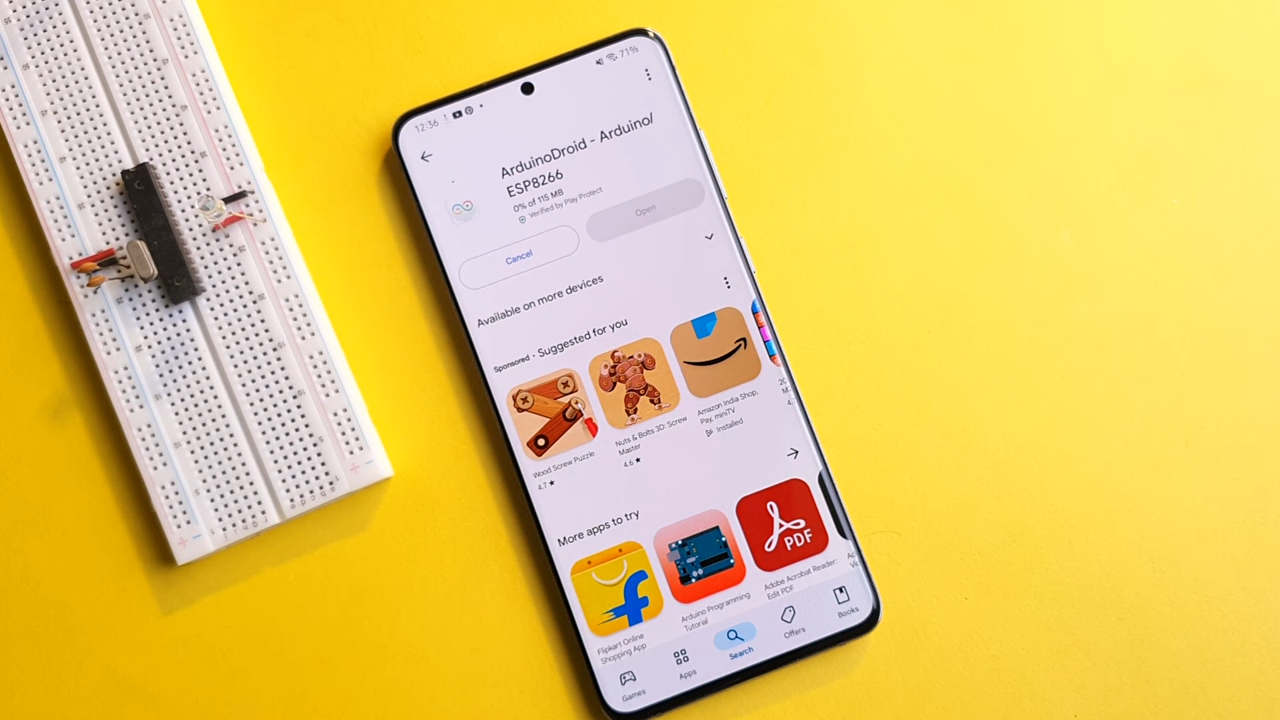 12:36
71%
ArduinoDroid - Arduino/
ESP8266
0% of 115 MB
Verified by Play Protect
Cancel
Open
Available on more devices
Sponsored · Suggested for you
Wood Screw Puzzle
4.7★
Nuts & Bolts 3D: Screw
Master
4.6★
Amazon India Shop,
Pay, miniTV
Installed
More apps to try
Flipkart Online
Shopping App
Arduino Programming
Tutorial
PDF
Adobe Acrobat Reader:
Edit PDF
Games
Apps
Search
Offers
Books